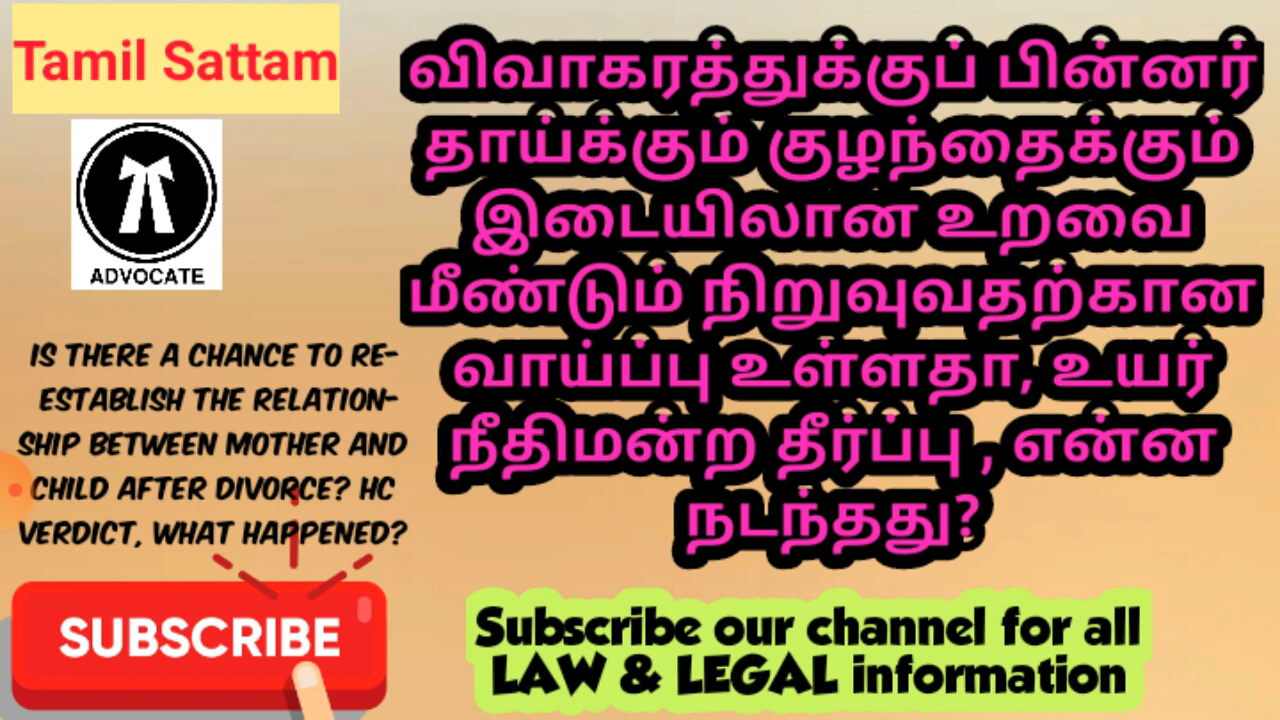 Tamil Sattam
ADVOCATE
IS THERE A CHANCE TO RE-
ESTABLISH THE RELATION-
SHIP BETWEEN MOTHER AND
CHILD AFTER DIVORCE? HC
VERDICT, WHAT HAPPENED?
SUBSCRIBE
விவாகரத்துக்குப் பின்னர்
தாய்க்கும் குழந்தைக்கும்
இடையிலான உறவை
மீண்டும் நிறுவுவதற்கான
வாய்ப்பு உள்ளதா, உயர்
நீதிமன்ற தீர்ப்பு , என்ன
நடந்தது?
Subscribe our channel for all
LAW & LEGAL information